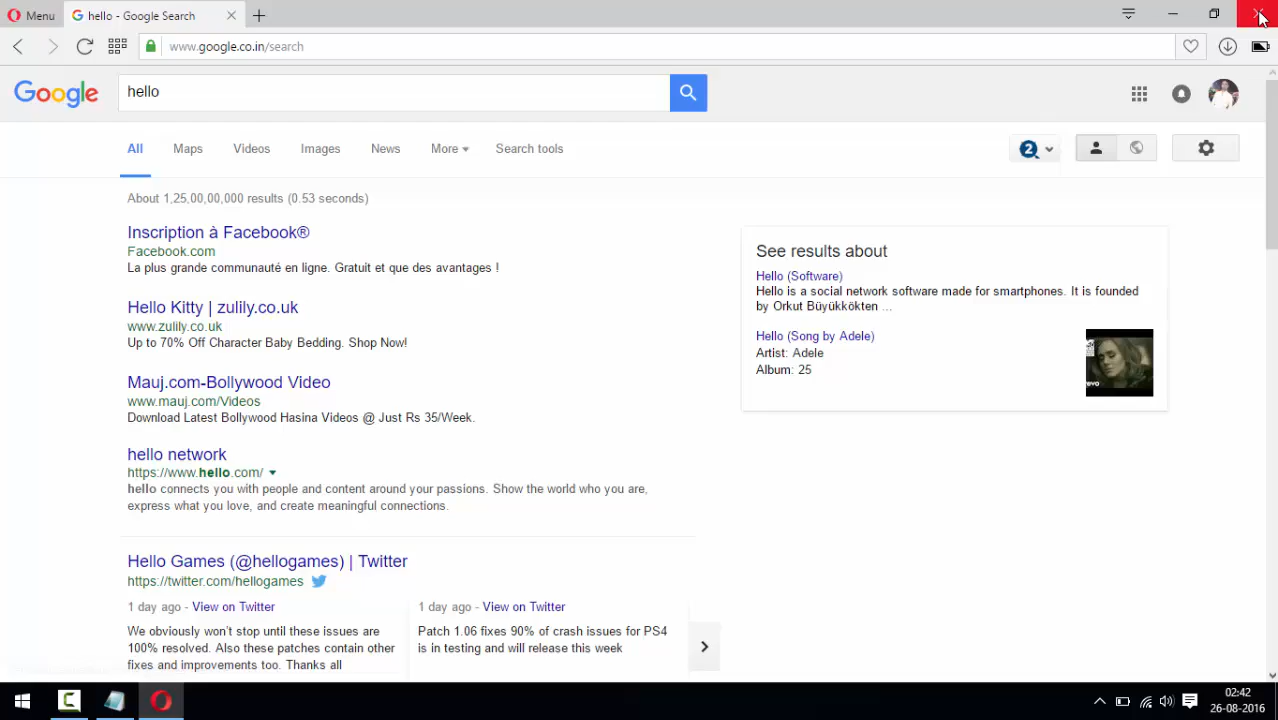 Menu
hello - Google Search
www.google.co.in/search
Google
hello
All Maps Videos Images News More Search tools
2
About 1,25,00,00,000 results (0.53 seconds)
Inscription à Facebook®
Facebook.com
La plus grande communauté en ligne. Gratuit et que des avantages !
Hello Kitty | zulily.co.uk
www.zulily.co.uk
Up to 70% Off Character Baby Bedding. Shop Now!
Mauj.com-Bollywood Video
www.mauj.com/Videos
Download Latest Bollywood Hasina Videos @ Just Rs 35/Week.
hello network
https://www.hello.com/
hello connects you with people and content around your passions. Show the world who you are,
express what you love, and create meaningful connections.
Hello Games (@hellogames) | Twitter
https://twitter.com/hellogames
1 day ago - View on Twitter
We obviously won't stop until these issues are
100% resolved. Also these patches contain other
fixes and improvements too. Thanks all
1 day ago - View on Twitter
Patch 1.06 fixes 90% of crash issues for PS4
is in testing and will release this week
See results about
Hello (Software)
Hello is a social network software made for smartphones. It is founded
by Orkut Büyükkökten ...
Hello (Song by Adele)
Artist: Adele
Album: 25
evo
02:42
26-08-2016